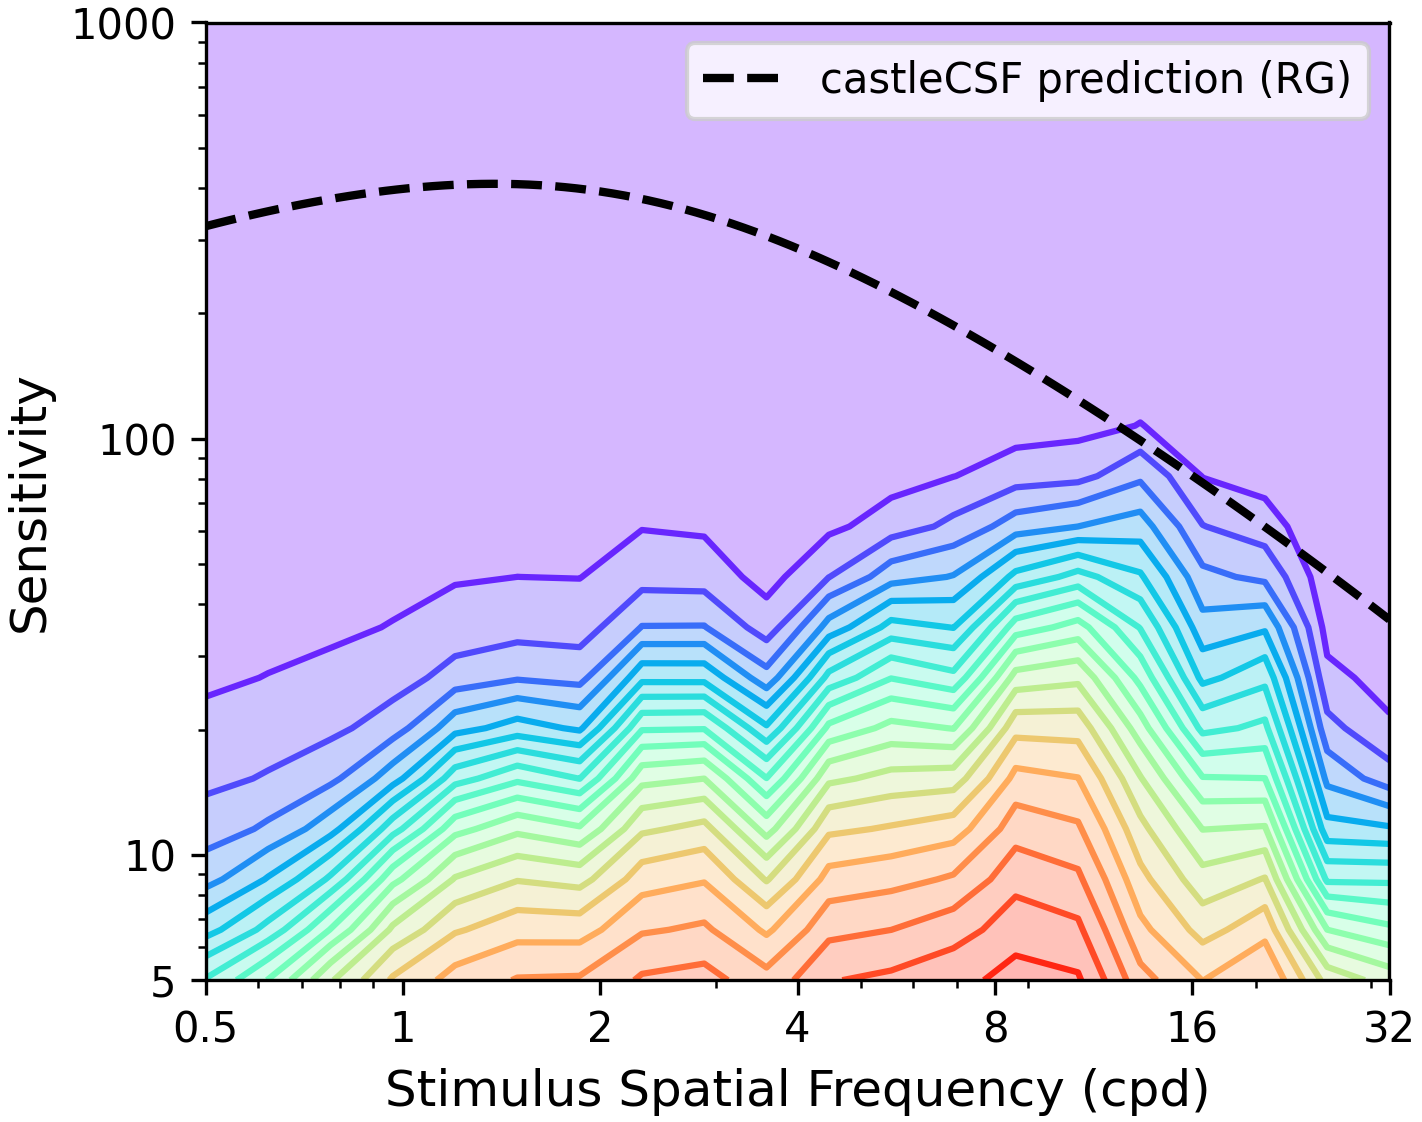 1000
100
10
5
Sensitivity
castleCSF prediction (RG)
0.5 1 2 4 8 16 32
Stimulus Spatial Frequency (cpd)